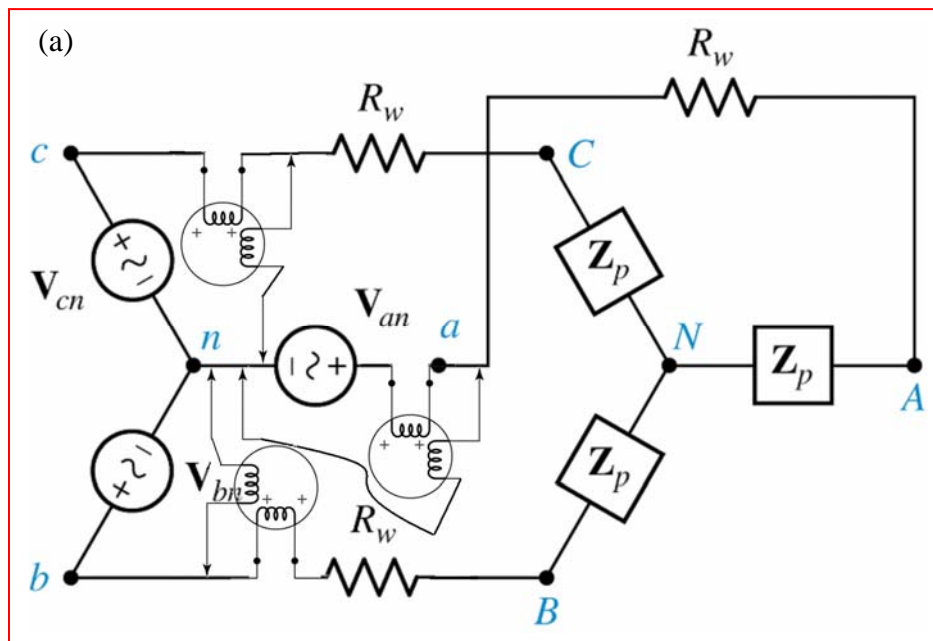 (a)
R_w
R_w
c
C
+
–
+
+
Z_p
V_cn
V_an
n
a
N
–
+
Z_p
A
–
+
+
+
V_bn
+
+
Z_p
R_w
b
B